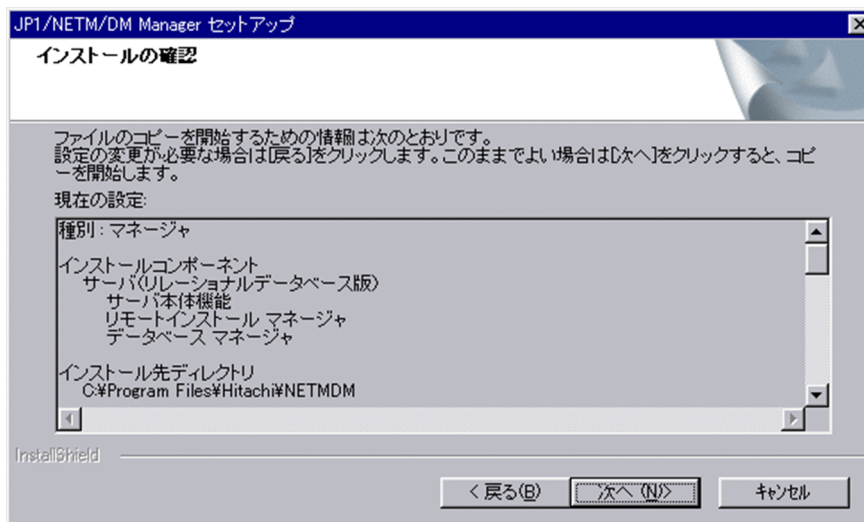 JP1/NETM/DM Manager セットアップ
インストールの確認
ファイルのコピーを開始するための情報は次のとおりです。
設定の変更が必要な場合は[戻る]をクリックします。このままでよい場合は[次へ]をクリックすると、コピ
ーを開始します。
現在の設定:
種別 : マネージャ
インストールコンポーネント
サーバ(リレーショナルデータベース版)
サーバ本体機能
リモートインストール マネージャ
データベース マネージャ
インストール先ディレクトリ
C:¥Program Files¥Hitachi¥NETMDM
InstallShield
< 戻る(B)
次へ (N)>
キャンセル